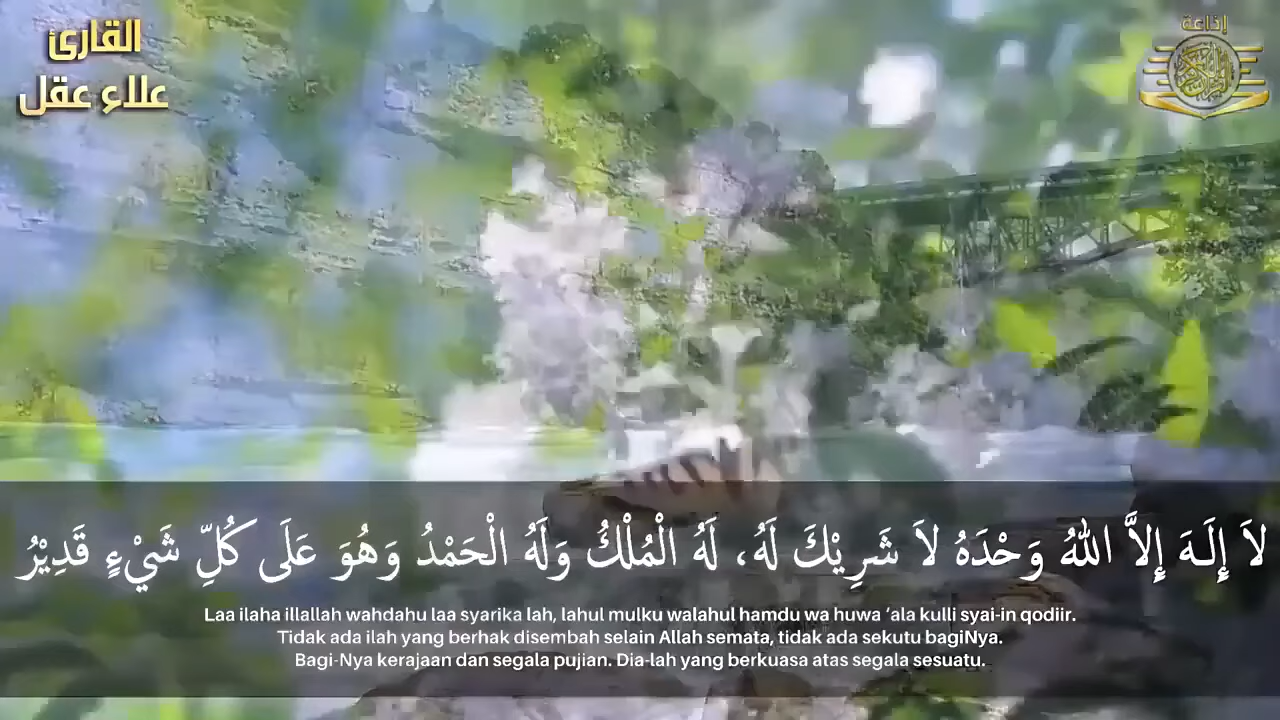 القارئ
علاء عقل
إذاعة
لاَ إِلَـهَ إِلاَّ اللهُ وَحْدَهُ لاَ شَرِيْكَ لَهُ، لَهُ الْمُلْكُ وَلَهُ الْحَمْدُ وَهُوَ عَلَى كُلِّ شَيْءٍ قَدِيْرُ
Laa ilaha illallah wahdahu laa syarika lah, lahul mulku walahul hamdu wa huwa ‘ala kulli syai-in qodiir.
Tidak ada ilah yang berhak disembah selain Allah semata, tidak ada sekutu bagiNya.
Bagi-Nya kerajaan dan segala pujian. Dia-lah yang berkuasa atas segala sesuatu.